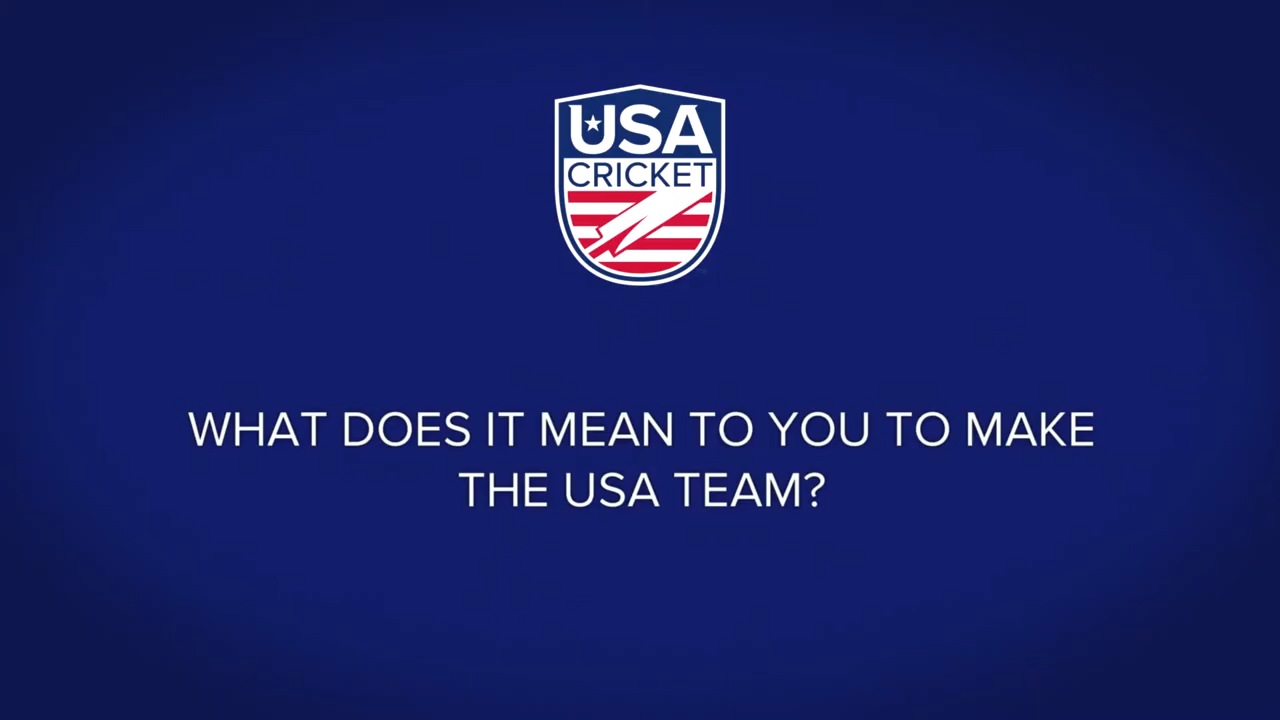 USA
CRICKET
WHAT DOES IT MEAN TO YOU TO MAKE
THE USA TEAM?